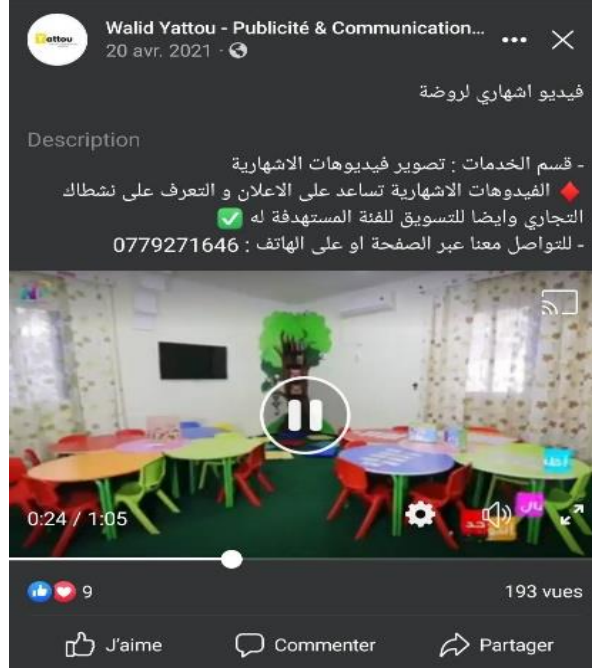 Yattou
Walid Yattou - Publicité & Communication...
20 avr. 2021
فيديو اشهاري لروضة
Description
- قسم الخدمات : تصوير فيديوهات الاشهارية
الفيدوهات الاشهارية تساعد على الاعلان و التعرف على نشطاك
التجاري وايضا للتسويق للفئة المستهدفة له
- للتواصل معنا عبر الصفحة او على الهاتف : 0779271646
0:24 / 1:05
9
193 vues
J'aime
Commenter
Partager